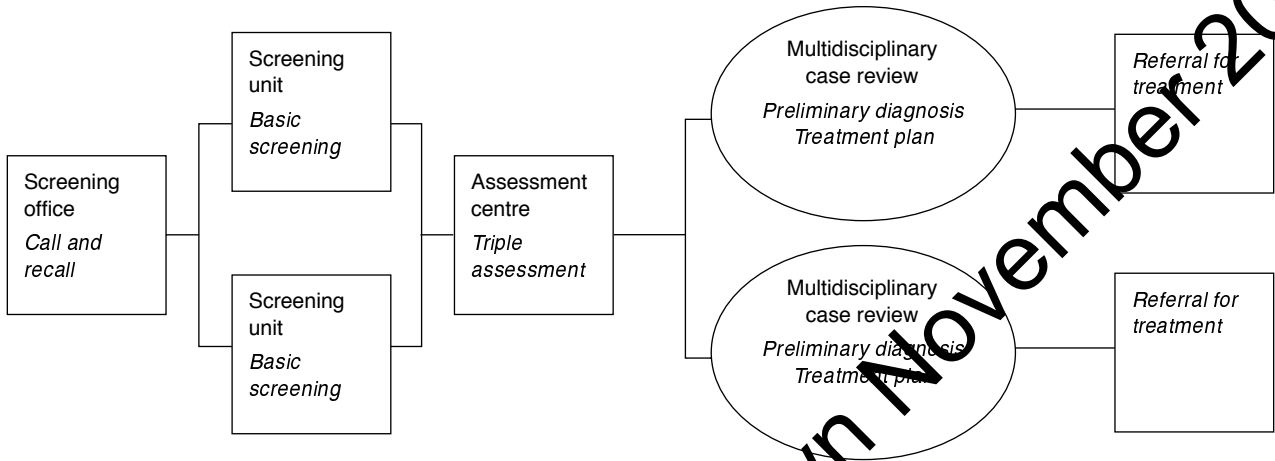 Screening
office
Call and
recall
Screening
unit
Basic
screening
Screening
unit
Basic
screening
Assessment
centre
Triple
assessment
Multidisciplinary
case review
Preliminary diagnosis
Treatment plan
Multidisciplinary
case review
Preliminary diagnosis
Treatment plan
Referral for
treatment
Referral for
treatment
November